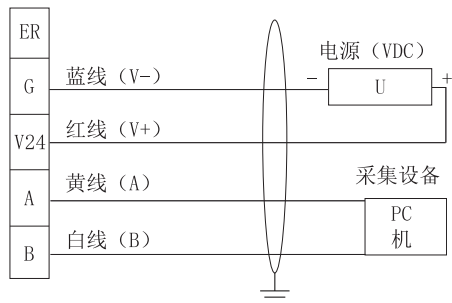 ER
电源（VDC）
G
蓝线（V-）
-
U
+
V24
红线（V+）
采集设备
A
黄线（A）
PC
机
B
白线（B）